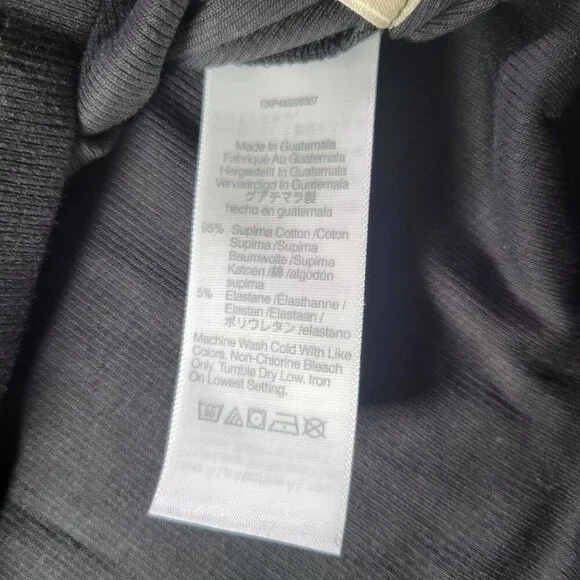 Made In Guatemala
Fabriqué Au Guatemala
Hergestellt In Guatemala
Vervaardigd In Guatemala
グアテマラ製
hecho en guatemala
95% Supima Cotton /Coton
Supima /Supima
Baumwolle /Supima
Katoen /綿 /algodón
supima
5% Elastane /Élasthanne /
Elastan /Elastaan /
ポリウレタン /elastano
Machine Wash Cold With Like
Colors, Non-Chlorine Bleach
Only, Tumble Dry Low, Iron
On Lowest Setting.